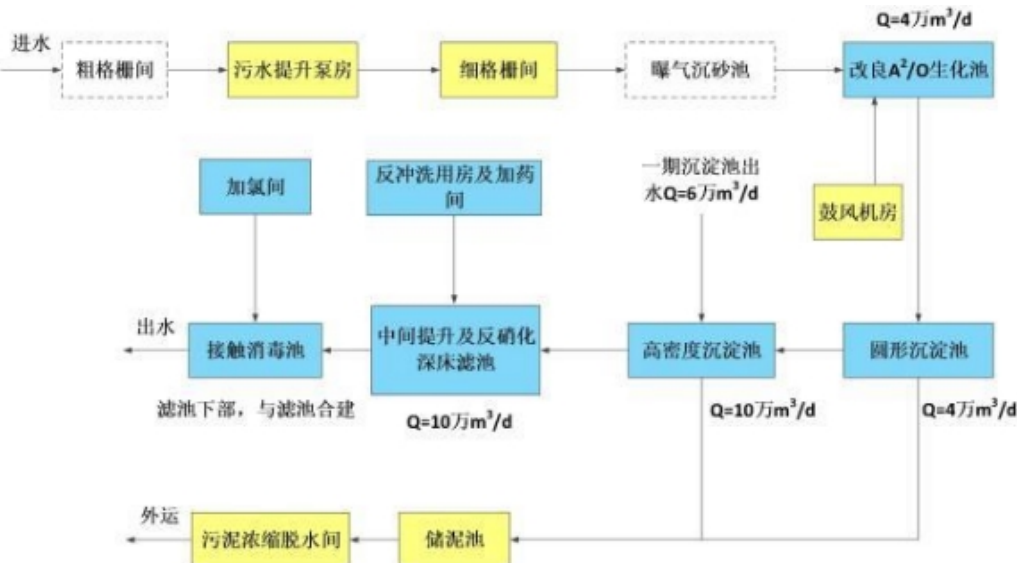 Q=4万m³/d
进水
粗格栅间
污水提升泵房
细格栅间
曝气沉砂池
改良A²/O生化池
加氯间
反冲洗用房及加药
间
一期沉淀池出
水Q=6万m³/d
鼓风机房
出水
接触消毒池
中间提升及反硝化
深床滤池
高密度沉淀池
圆形沉淀池
滤池下部，与滤池合建
Q=10万m³/d
Q=10万m³/d
Q=4万m³/d
外运
污泥浓缩脱水间
储泥池